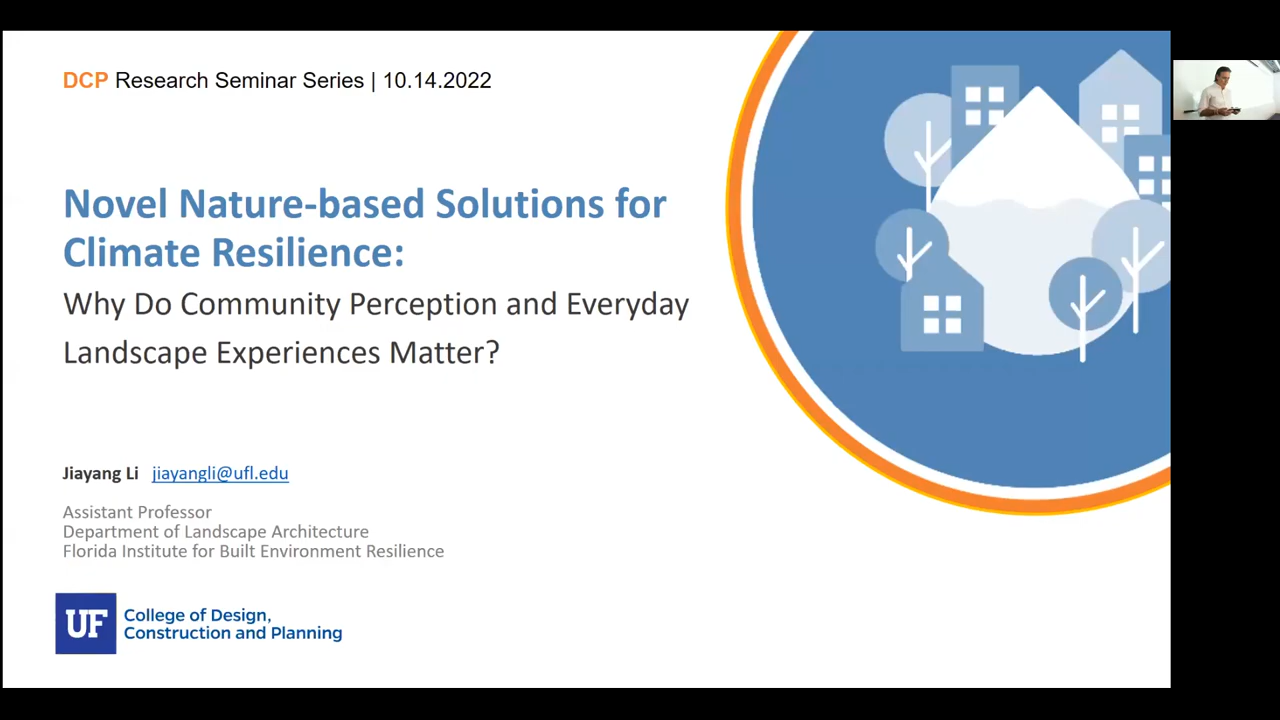 DCP Research Seminar Series | 10.14.2022
Novel Nature-based Solutions for
Climate Resilience:
Why Do Community Perception and Everyday
Landscape Experiences Matter?
Jiayang Li jiayangli@ufl.edu
Assistant Professor
Department of Landscape Architecture
Florida Institute for Built Environment Resilience
UF College of Design,
Construction and Planning